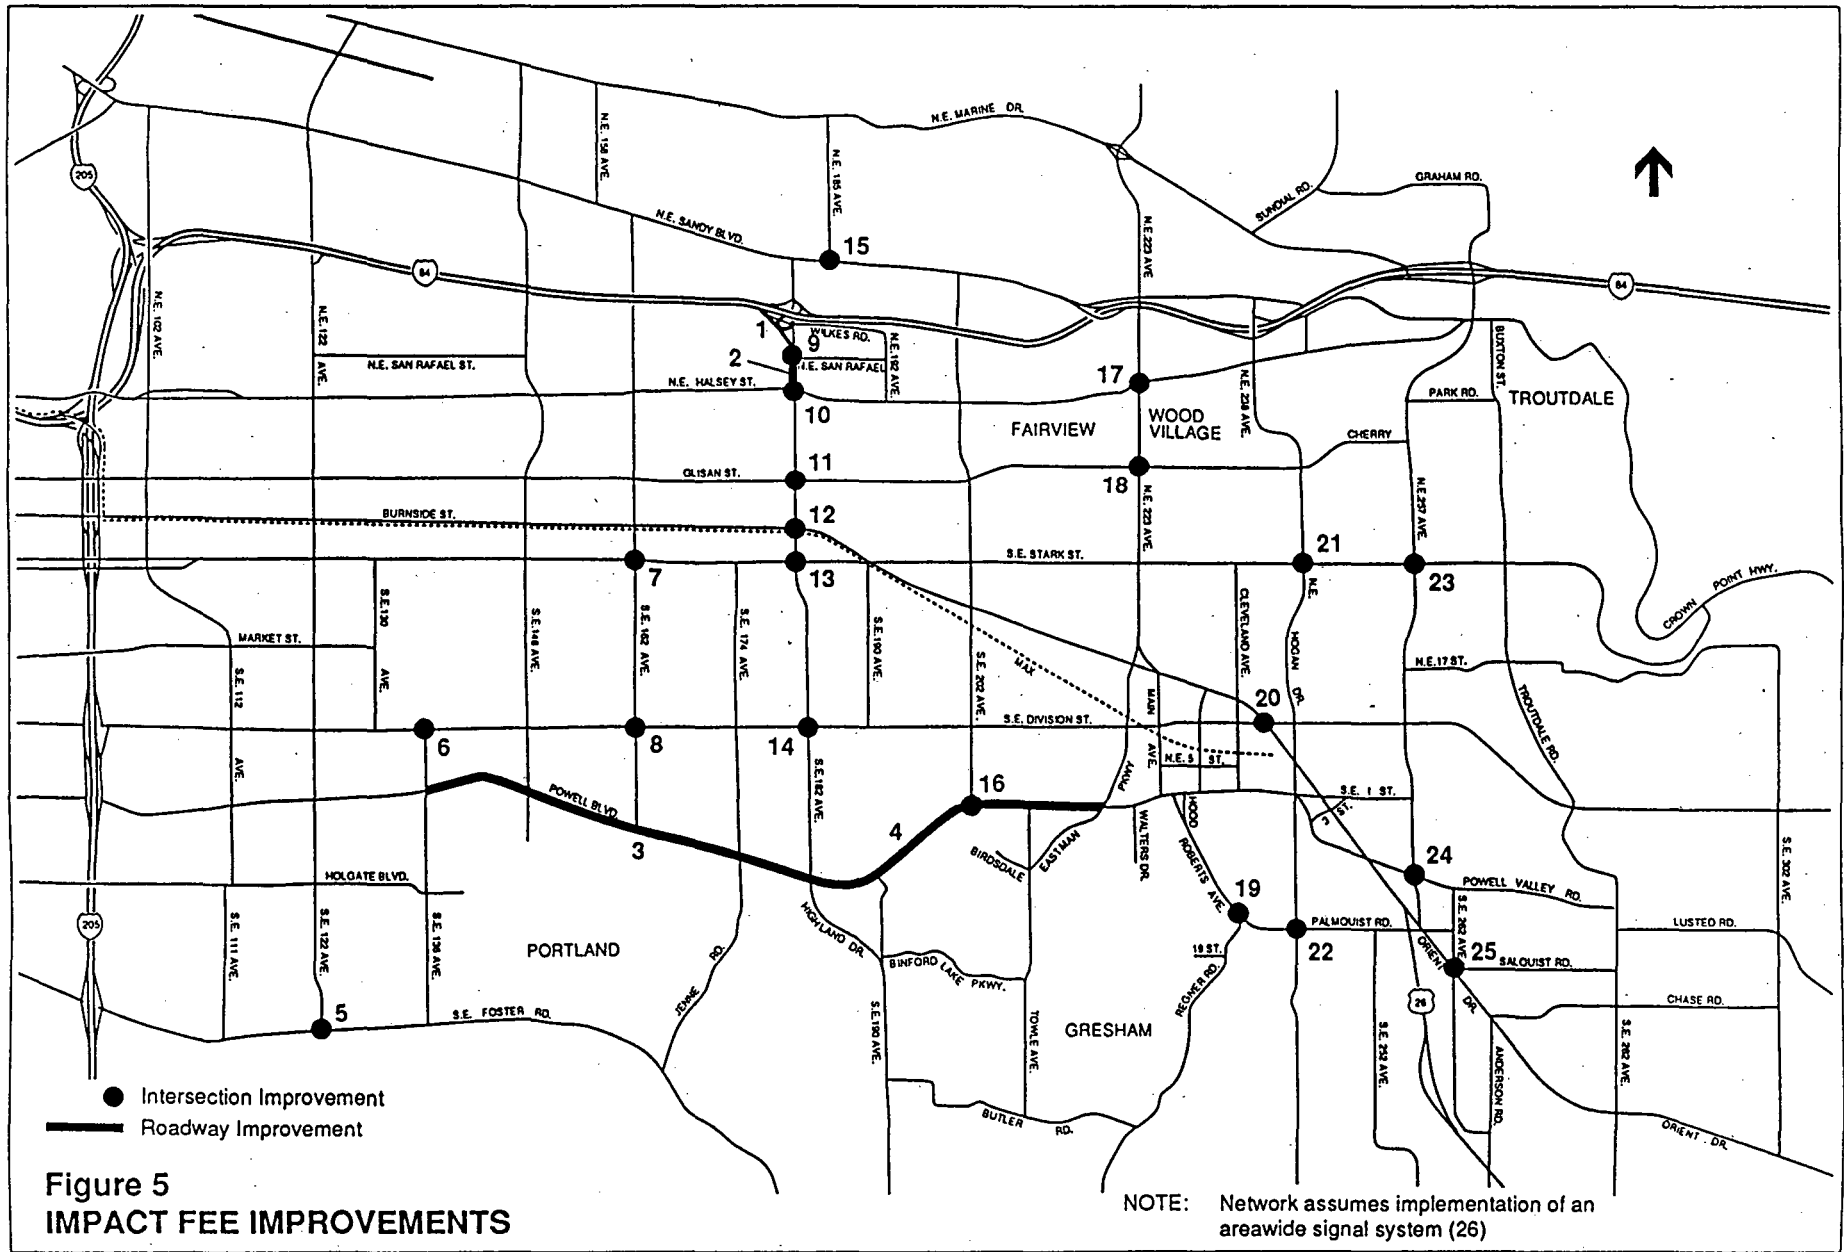 N.E. MARINE DR.
N.E. 158 AVE.
N.E. 185 AVE.
205
GRAHAM RD.
SUNDIAL RD.
N.E. SANDY BLVD.
N.E. 223 AVE
15
84
84
N.E. 102 AVE.
N.E. 122 AVE.
1
WILKES RD.
9
2
N.E. SAN RAFAEL ST.
N.E. SAN RAFAEL
N.E. 192 AVE.
N.E. HALSEY ST.
10
17
N.E. 238 AVE.
BUXTON ST.
PARK RD.
TROUTDALE
FAIRVIEW
WOOD
VILLAGE
CHERRY
11
GLISAN ST.
18
N.E. 223 AVE.
N.E. 257 AVE.
BURNSIDE ST.
12
7
13
S.E. STARK ST.
21
23
CROWN POINT HWY.
S.E. 130 AVE.
S.E. 148 AVE.
S.E. 162 AVE.
S.E. 174 AVE.
S.E. 190 AVE.
CLEVELAND AVE.
N.E. HOGAN DR.
MARKET ST.
S.E. 112 AVE.
S.E. 202 AVE.
MAX
MAIN AVE.
N.E. 17 ST.
TROUTDALE RD.
20
6
8
14
S.E. DIVISION ST.
N.E. 5 ST.
S.E. 182 AVE.
PKWY
16
POWELL BLVD.
3
4
S.E. 1 ST.
HOOD
WALTERS DR.
BIRDSDALE
EASTMAN
ROBERTS AVE.
24
POWELL VALLEY RD.
S.E. 302 AVE.
HOLGATE BLVD.
19
S.E. 111 AVE.
S.E. 122 AVE.
S.E. 136 AVE.
HIGHLAND DR.
PALMQUIST RD.
S.E. 262 AVE.
LUSTED RD.
205
PORTLAND
22
ORIENT DR.
25
SALQUIST RD.
19 ST.
BINFORD LAKE PKWY.
REGNER RD.
26
CHASE RD.
JENNE RD.
5
S.E. FOSTER RD.
S.E. 190 AVE.
TOWLE AVE.
GRESHAM
S.E. 252 AVE.
ANDERSON RD.
S.E. 282 AVE.
BUTLER RD.
ORIENT DR.
Intersection Improvement
Roadway Improvement
Figure 5
IMPACT FEE IMPROVEMENTS
NOTE: Network assumes implementation of an
areawide signal system (26)